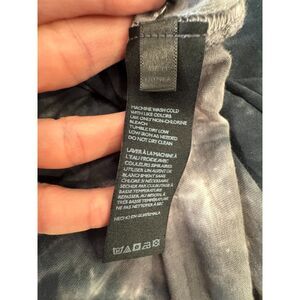 MACHINE WASH COLD
WITH LIKE COLORS
USE ONLY NON-CHLORINE
BLEACH
TUMBLE DRY LOW
LOW IRON AS NEEDED
DO NOT DRY CLEAN
LAVER À LA MACHINE À
L'EAU FROIDE AVEC
COULEURS SIMILAIRES
UTILISER UN AGENT DE
BLANCHIMENT SANS
CHLORE SI NÉCESSAIRE
SÉCHER PAR CULBUTAGE À
BASSE TEMPÉRATURE
REPASSER, AU BESOIN, À
TRÈS BASSE TEMPÉRATURE
NE PAS NETTOYER À SEC
HECHO EN GUATEMALA